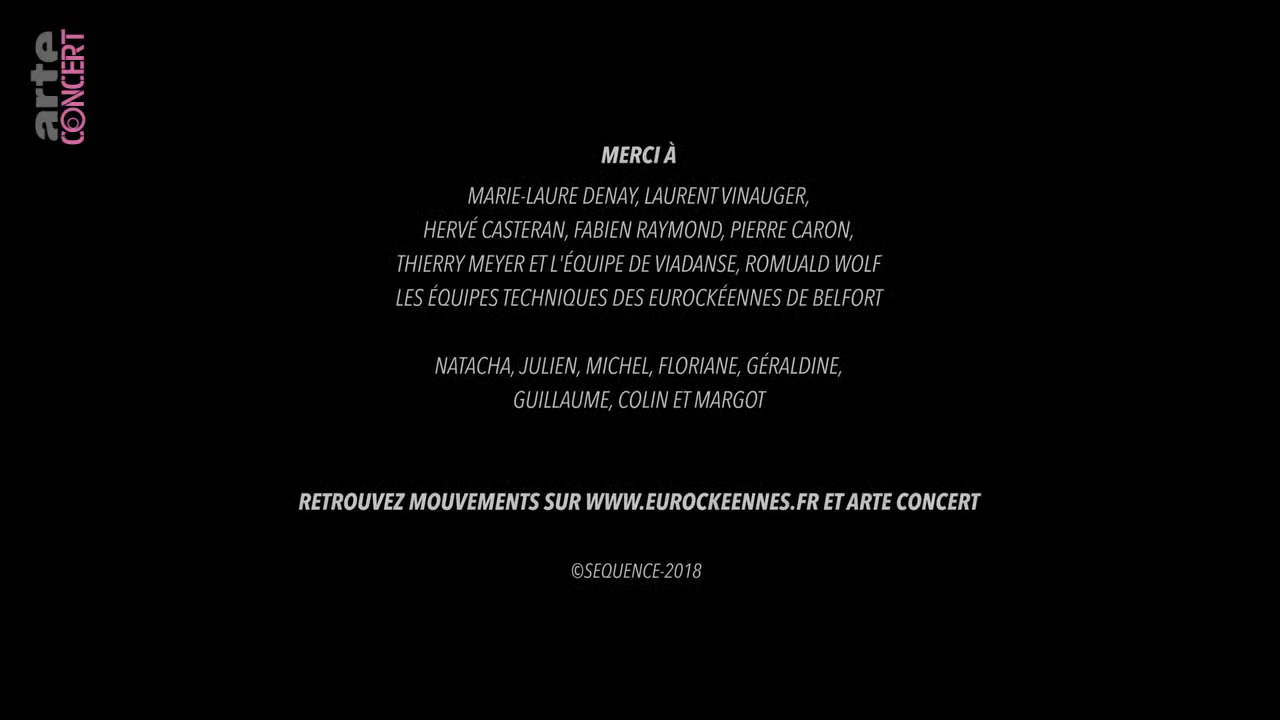 arte
CONCERT
MERCI À
MARIE-LAURE DENAY, LAURENT VINAUGER,
HERVÉ CASTERAN, FABIEN RAYMOND, PIERRE CARON,
THIERRY MEYER ET L'ÉQUIPE DE VIADANSE, ROMUALD WOLF
LES ÉQUIPES TECHNIQUES DES EUROCKÉENNES DE BELFORT
NATACHA, JULIEN, MICHEL, FLORIANE, GÉRALDINE,
GUILLAUME, COLIN ET MARGOT
RETROUVEZ MOUVEMENTS SUR WWW.EUROCKEENNES.FR ET ARTE CONCERT
©SEQUENCE-2018